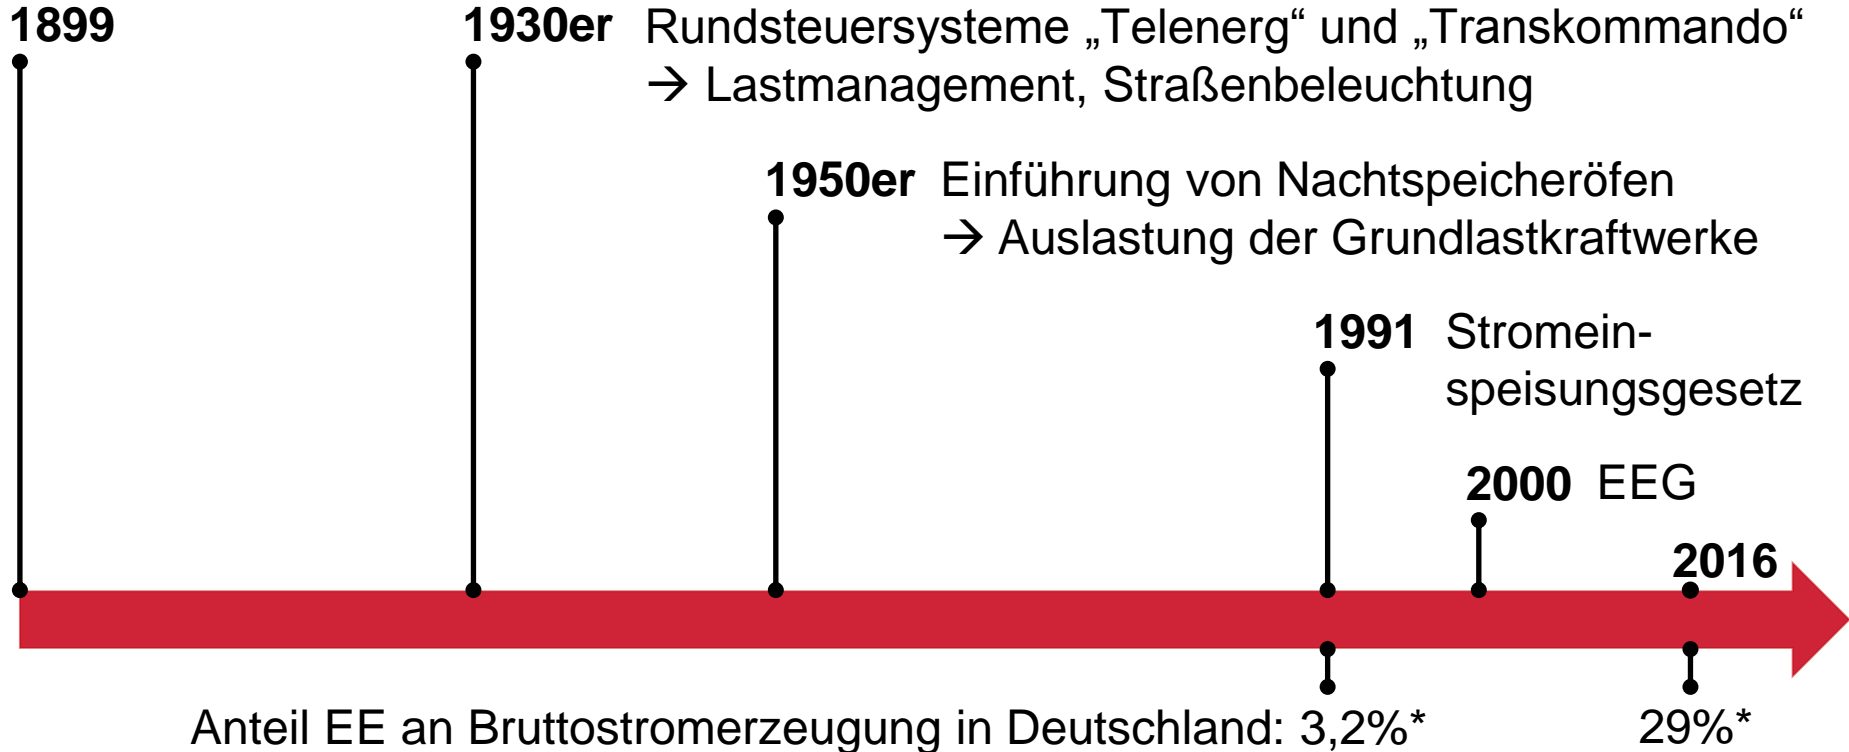 1899
1930er Rundsteuersysteme „Telenerg“ und „Transkommando“
→ Lastmanagement, Straßenbeleuchtung
1950er Einführung von Nachtspeicheröfen
→ Auslastung der Grundlastkraftwerke
1991 Stromein-
speisungsgesetz
2000 EEG
2016
Anteil EE an Bruttostromerzeugung in Deutschland: 3,2%* 29%*